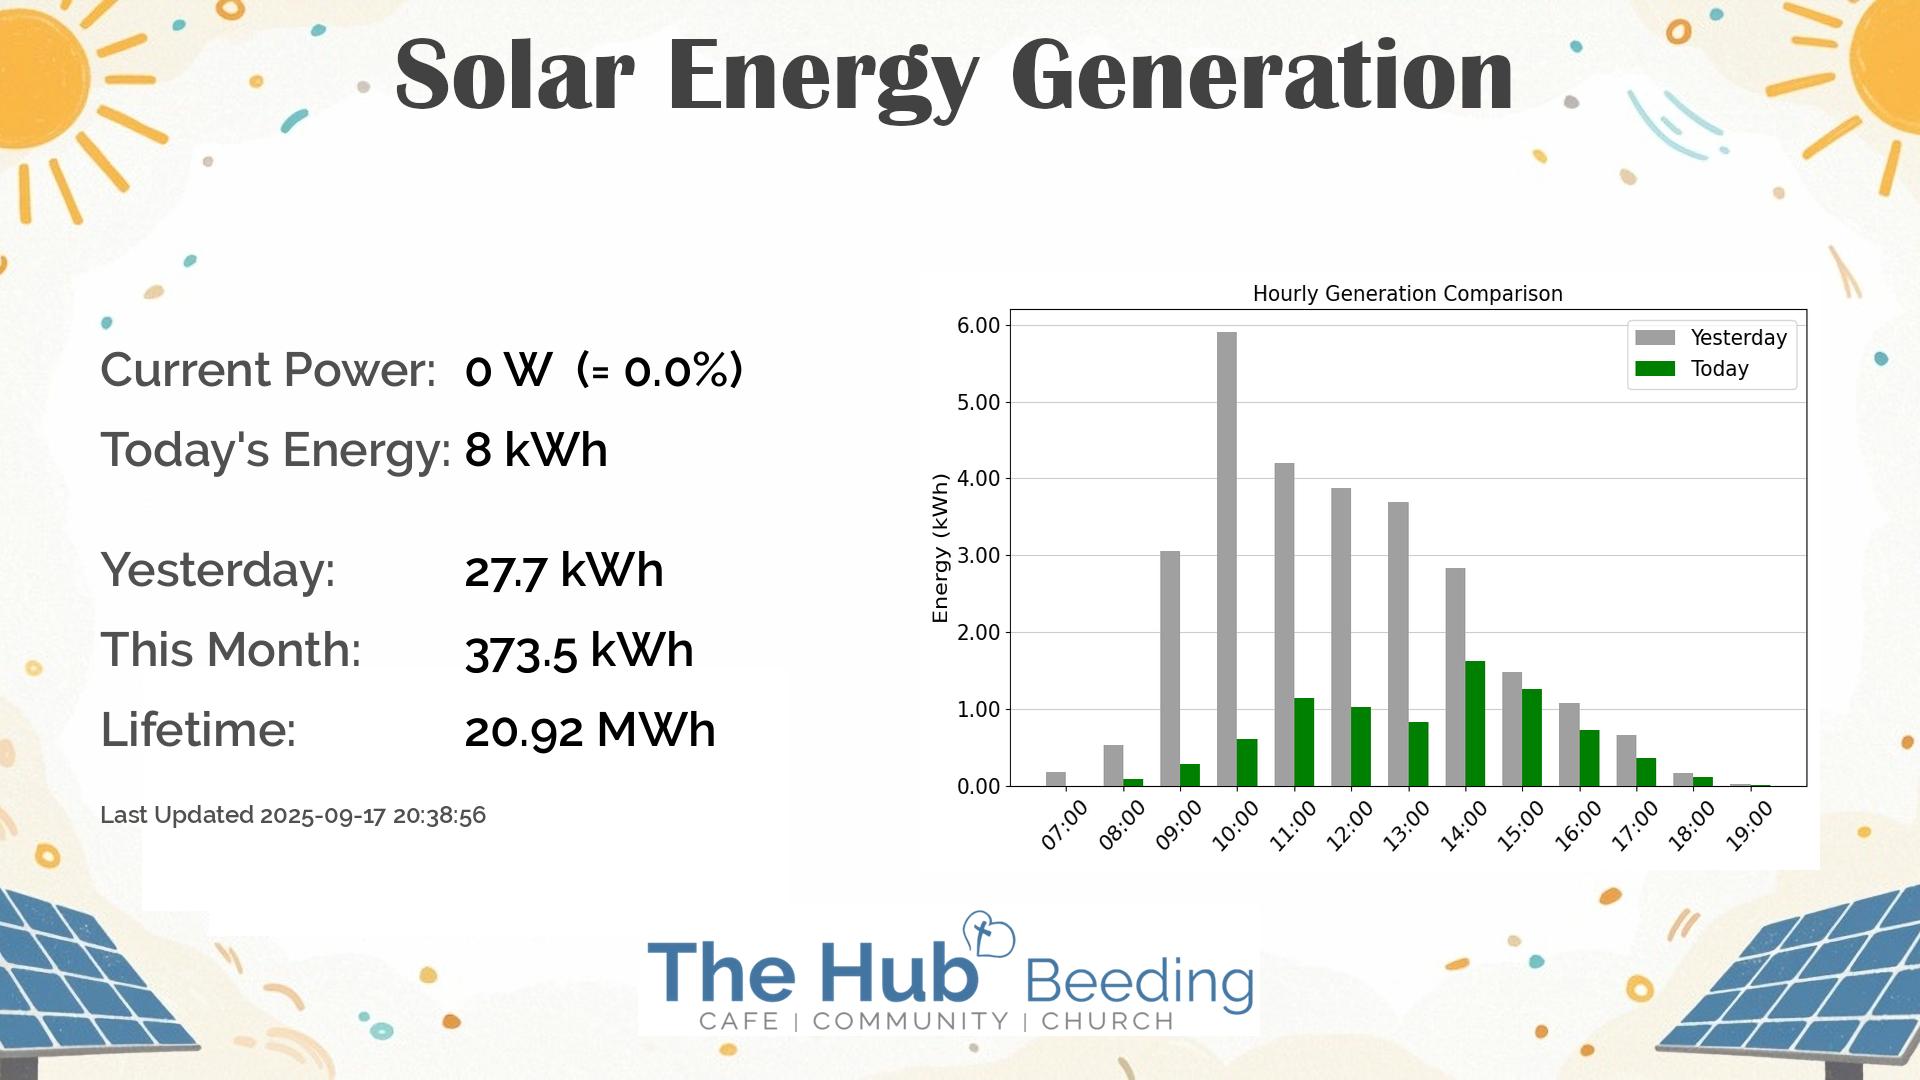 Solar Energy Generation
Current Power: 0 W (= 0.0%)
Today's Energy: 8 kWh
Yesterday: 27.7 kWh
This Month: 373.5 kWh
Lifetime: 20.92 MWh
Last Updated 2025-09-17 20:38:56
Hourly Generation Comparison
Yesterday
Today
Energy (kWh)
6.00
5.00
4.00
3.00
2.00
1.00
0.00
07:00 08:00 09:00 10:00 11:00 12:00 13:00 14:00 15:00 16:00 17:00 18:00 19:00
The Hub Beeding
CAFE | COMMUNITY | CHURCH